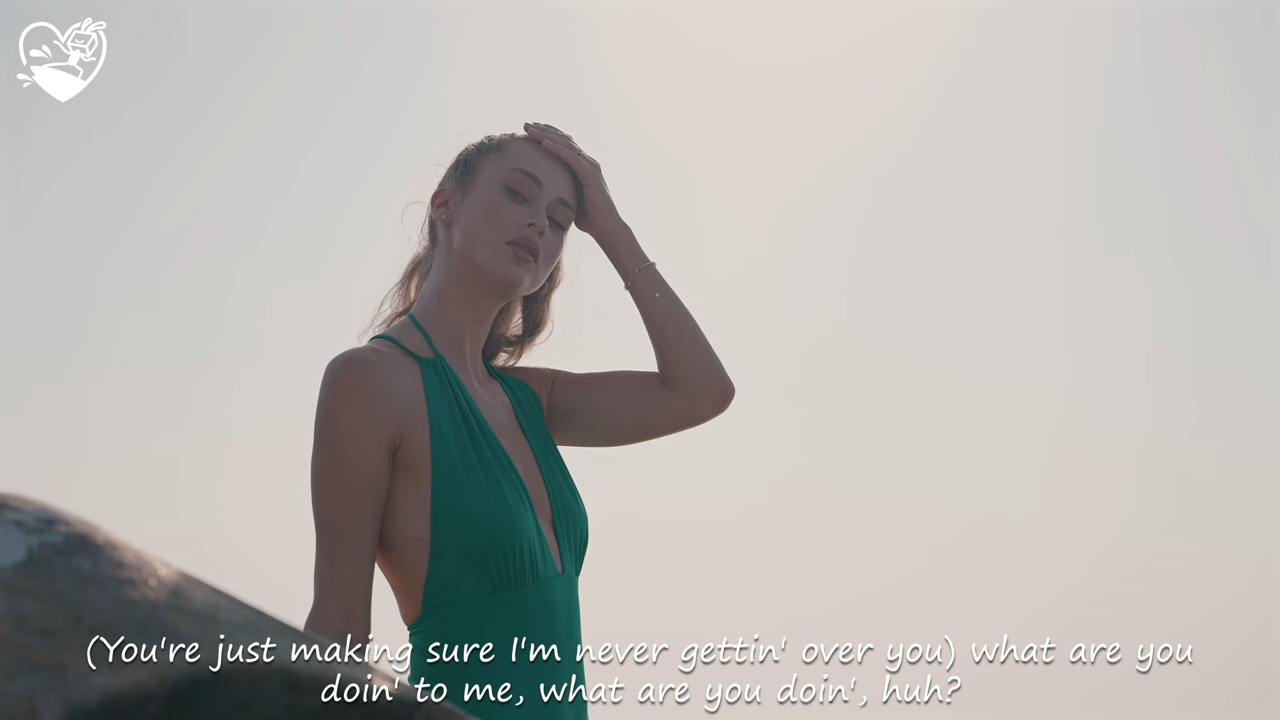 (You're just making sure I'm never gettin' over you) what are you
doin' to me, what are you doin', huh?